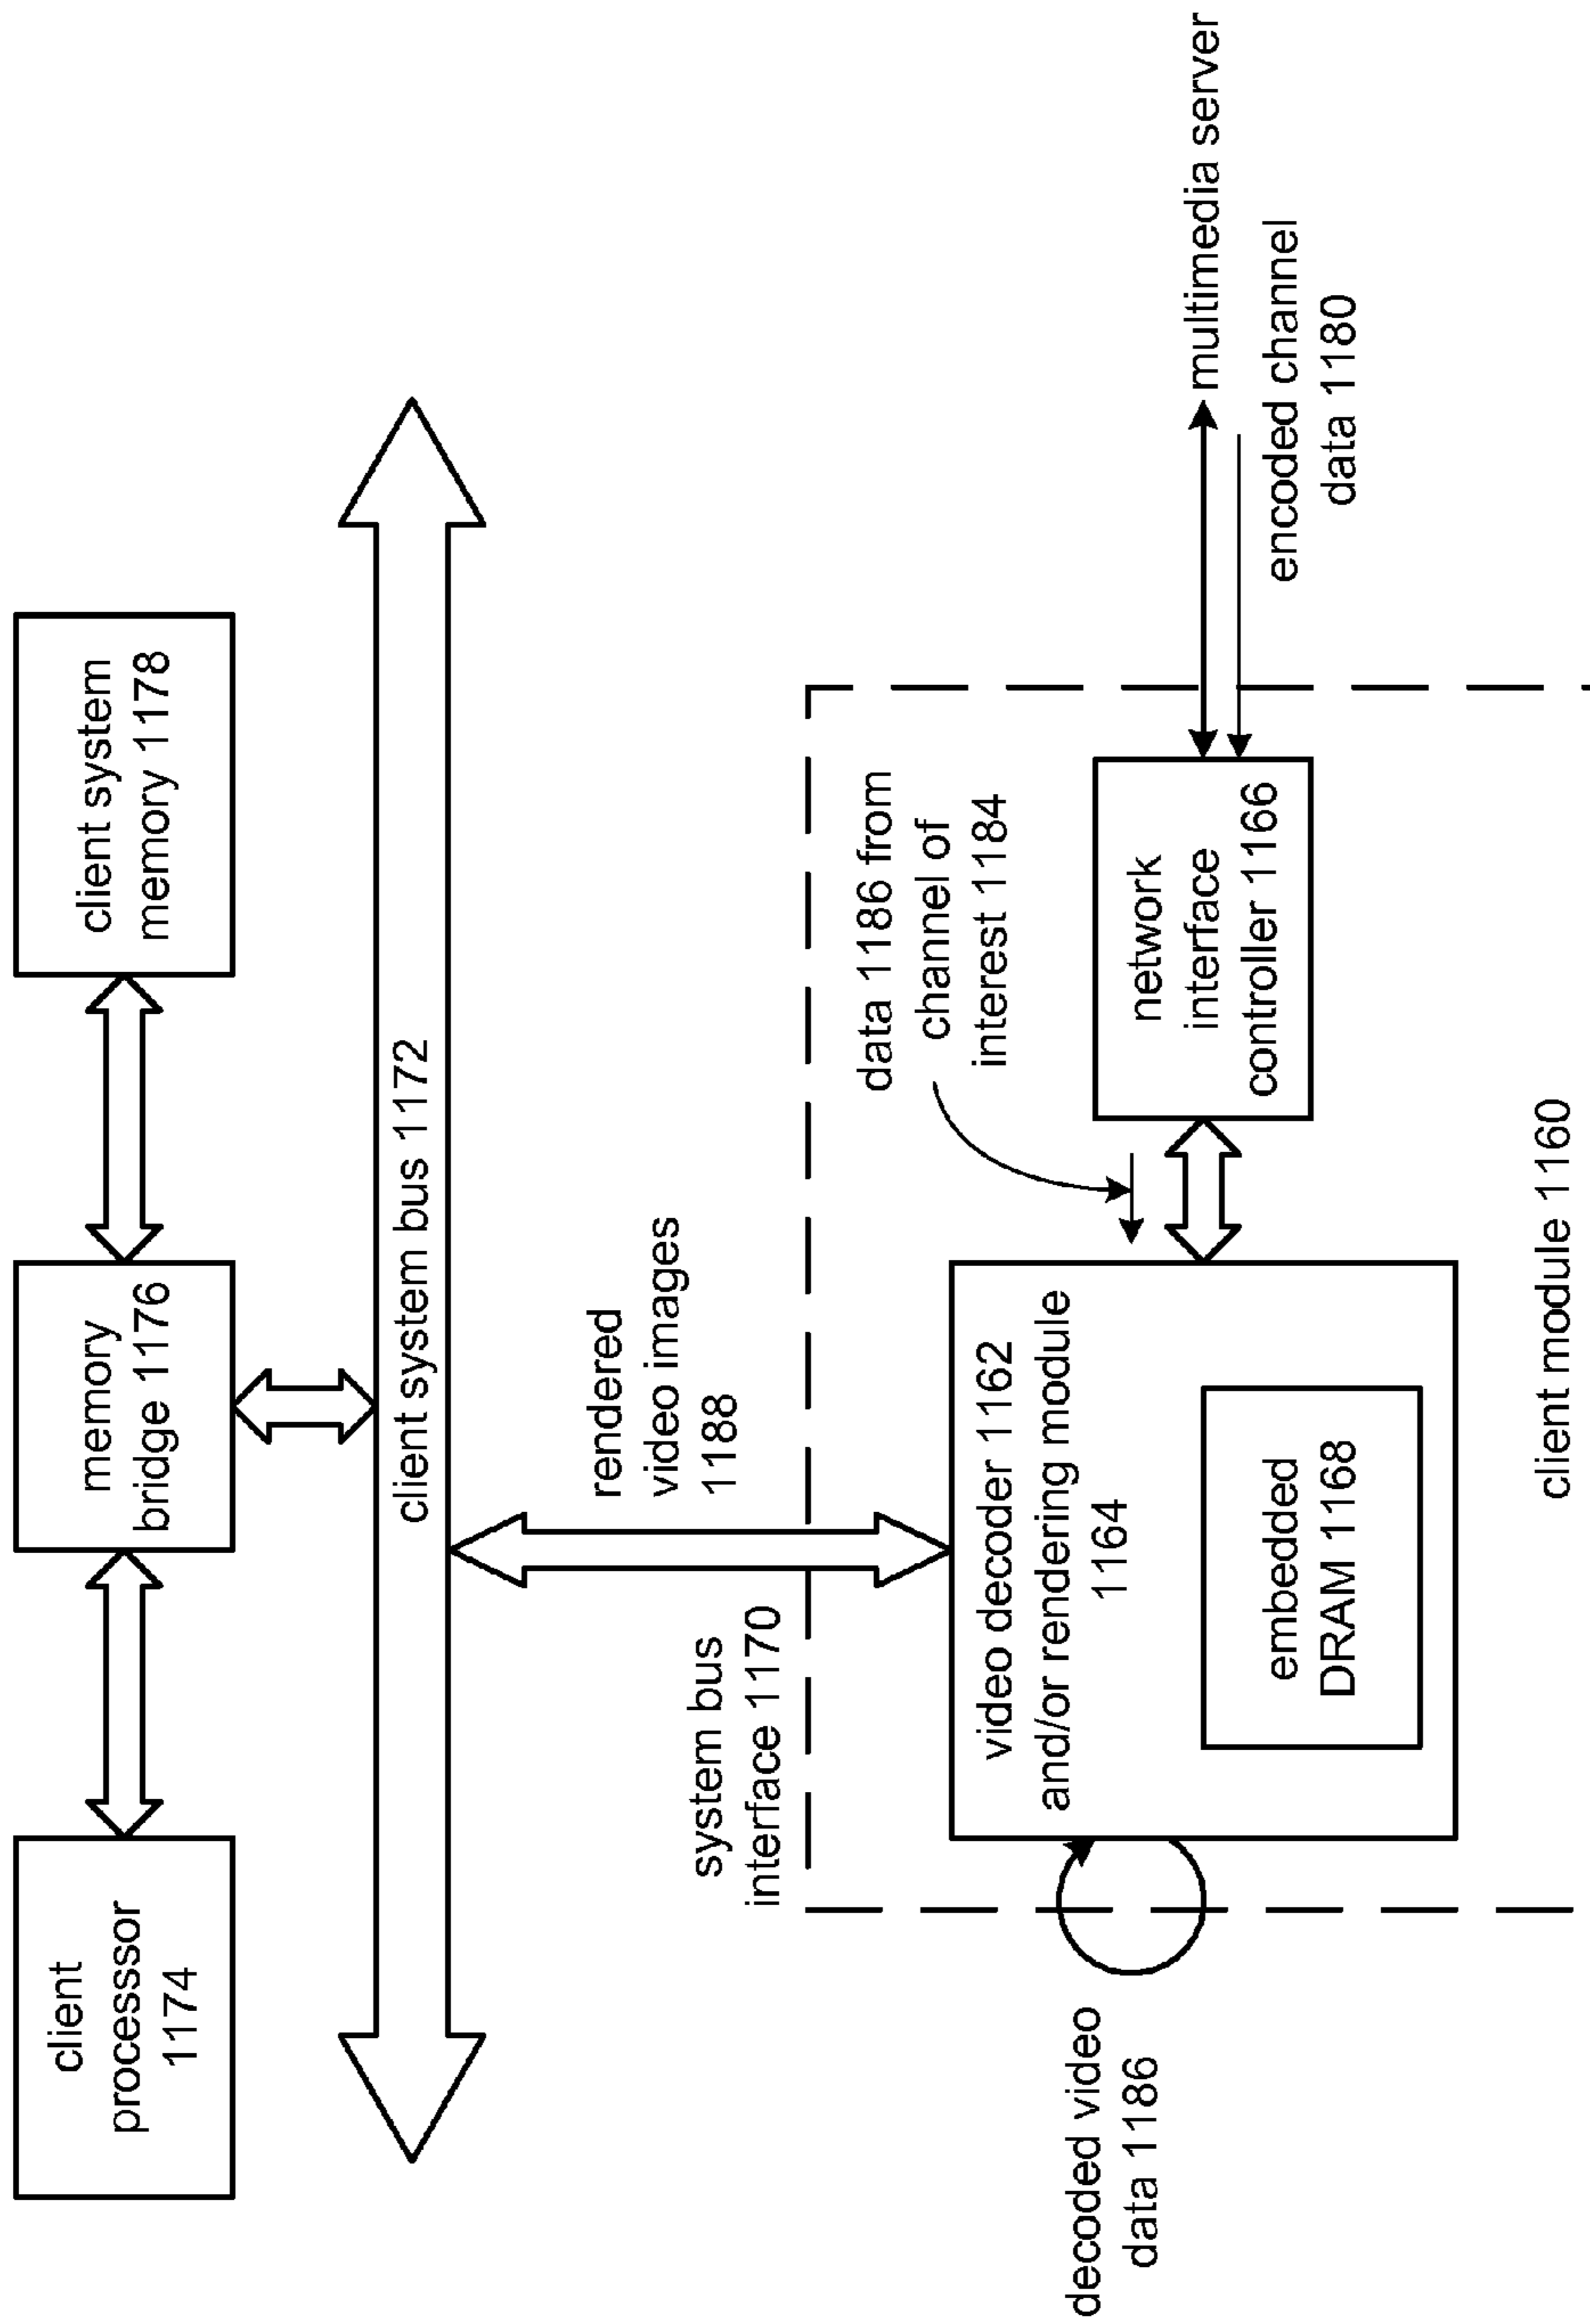 client
processor
1174
memory
bridge 1176
client system
memory 1178
client system bus 1172
system bus
interface 1170
rendered
video images
1188
data 1186 from
channel of
interest 1184
decoded video
data 1186
video decoder 1162
and/or rendering module
1164
embedded
DRAM 1168
network
interface
controller 1166
multimedia server
encoded channel
data 1180
client module 1160